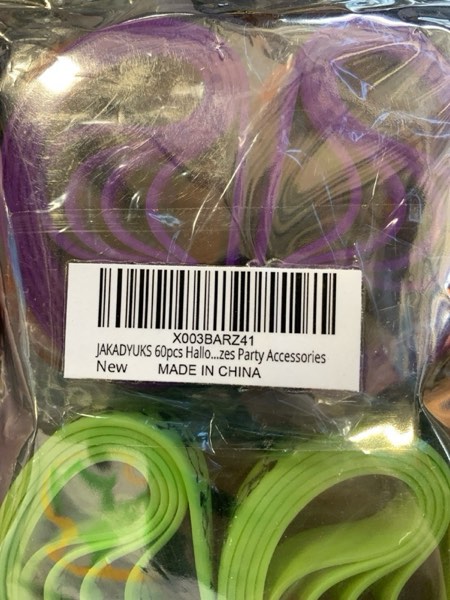 X003BARZ41
JAKADYUKS 60pcs Hallo...zes Party Accessories
New MADE IN CHINA